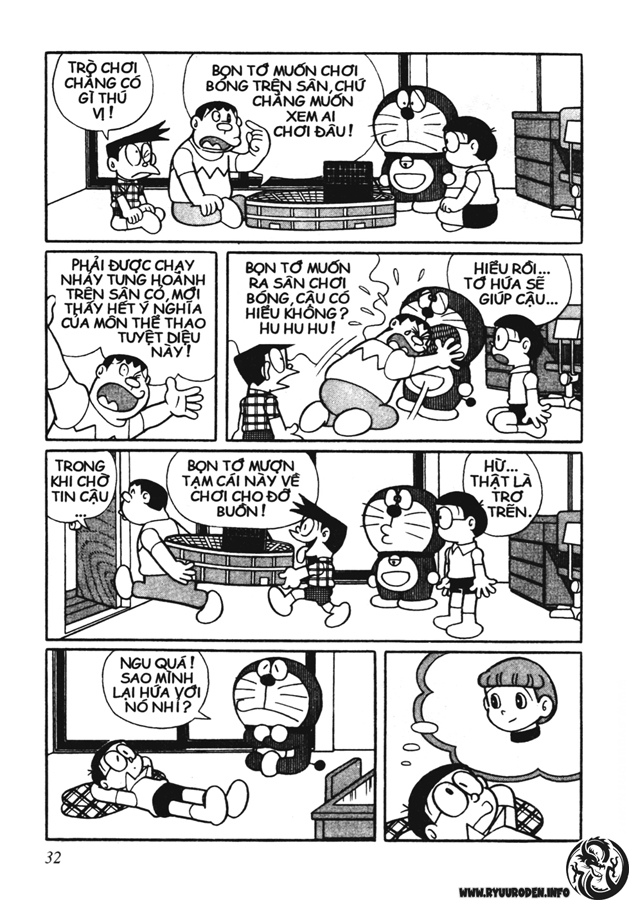 TRÒ CHƠI
CHẲNG CÓ
GÌ THÚ
VỊ!
BỌN TỚ MUỐN CHƠI
BÓNG TRÊN SÂN, CHỨ
CHẲNG MUỐN
XEM AI
CHƠI ĐÂU!
PHẢI ĐƯỢC CHẠY
NHẢY TUNG HOÀNH
TRÊN SÂN CỎ, MỚI
THẤY HẾT Ý NGHĨA
CỦA MÔN THỂ THAO
TUYỆT DIỆU
NÀY!
BỌN TỚ MUỐN
RA SÂN CHƠI
BÓNG, CẬU CÓ
HIỂU KHÔNG?
HU HU HU!
HIỂU RỒI...
TỚ HỨA SẼ
GIÚP CẬU...
TRONG
KHI CHỜ
TIN CẬU
...
BỌN TỚ MƯỢN
TẠM CÁI NÀY VỀ
CHƠI CHO ĐỠ
BUỒN!
HỪ...
THẬT LÀ
TRƠ
TRẼN.
NGU QUÁ!
SAO MÌNH
LẠI HỨA VỚI
NÓ NHỈ?
32
WWW.RYUURODEN.INFO